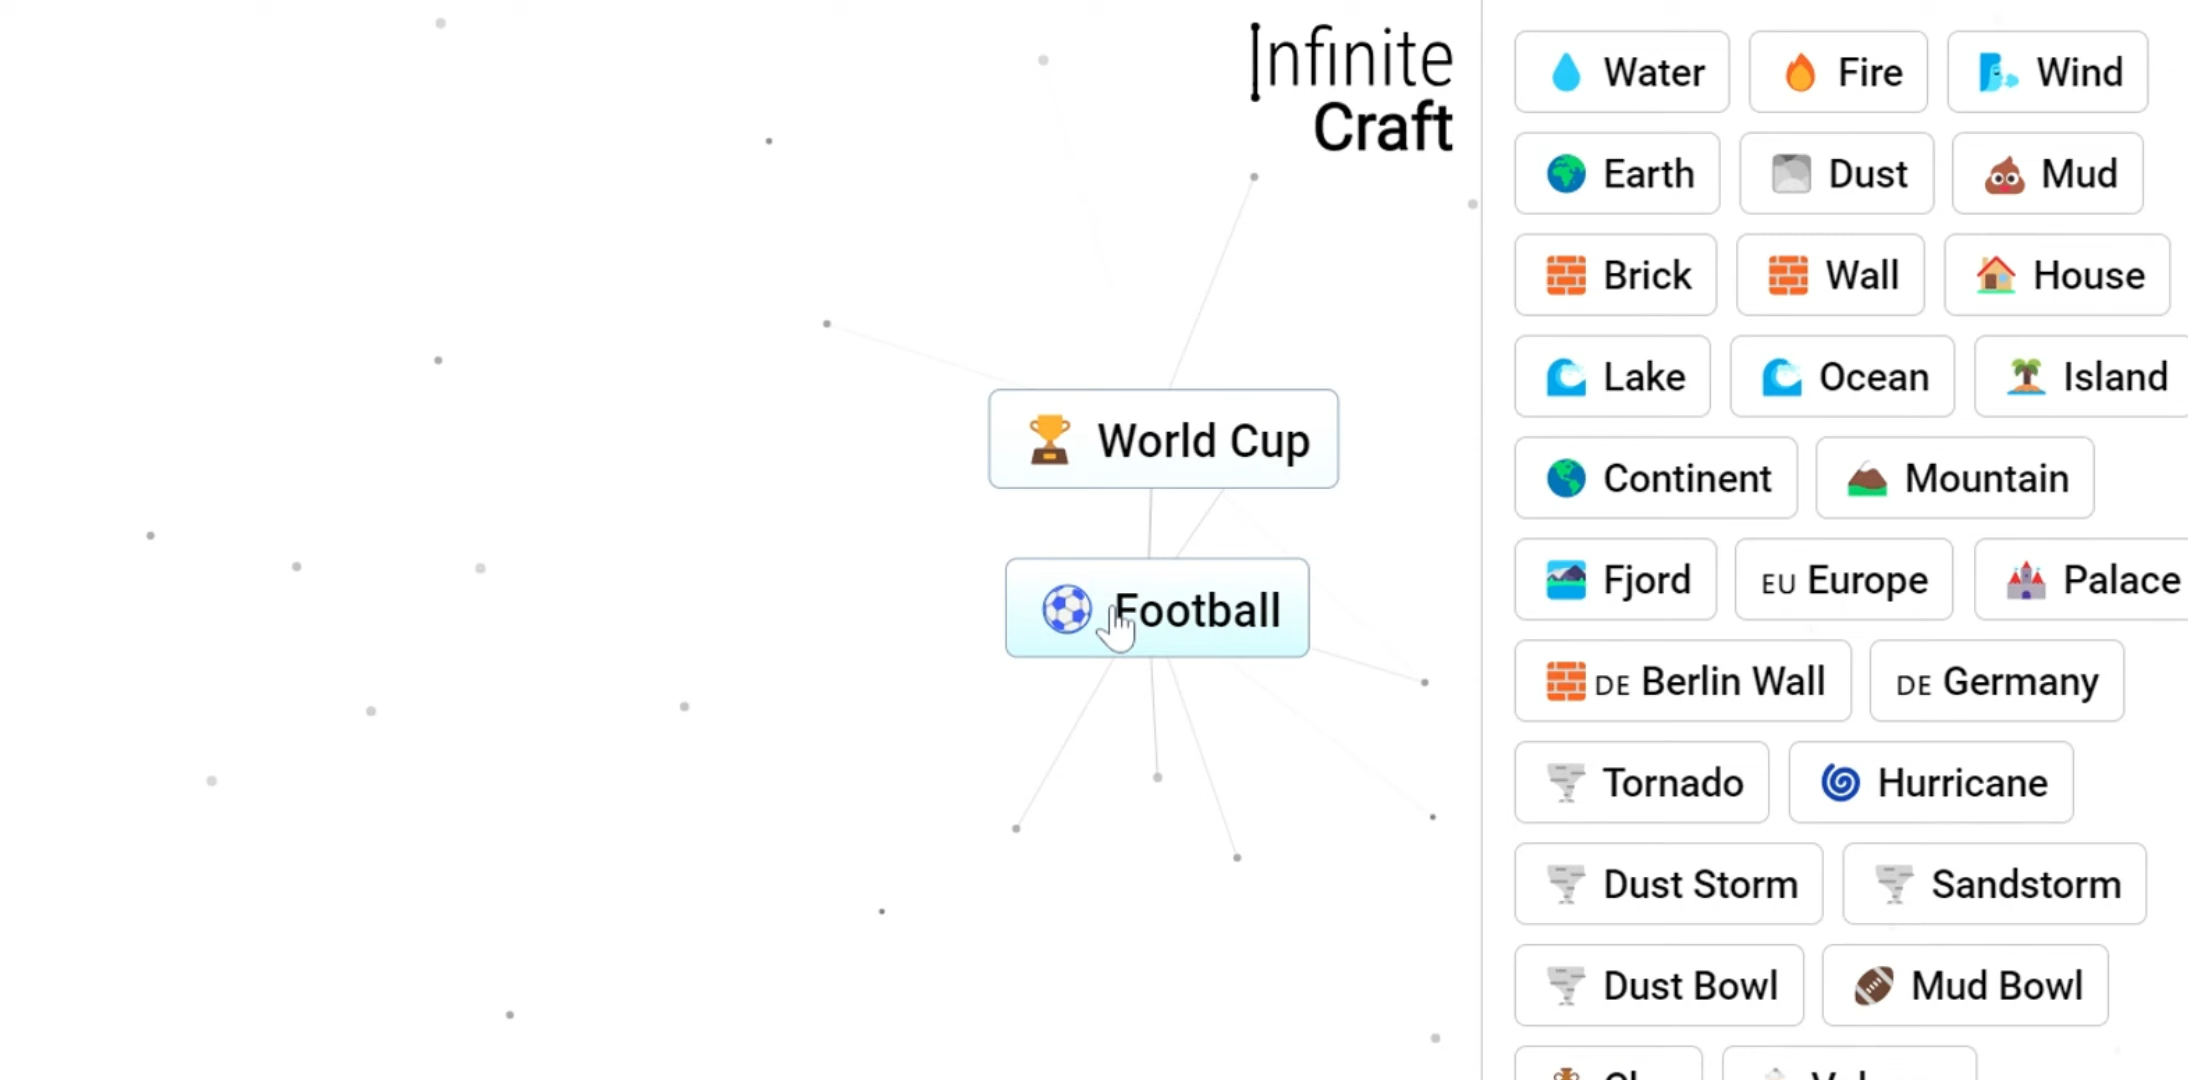 Infinite
Craft
World Cup
Football
Water Fire Wind
Earth Dust Mud
Brick Wall House
Lake Ocean Island
Continent Mountain
Fjord EU Europe Palace
DE Berlin Wall DE Germany
Tornado Hurricane
Dust Storm Sandstorm
Dust Bowl Mud Bowl